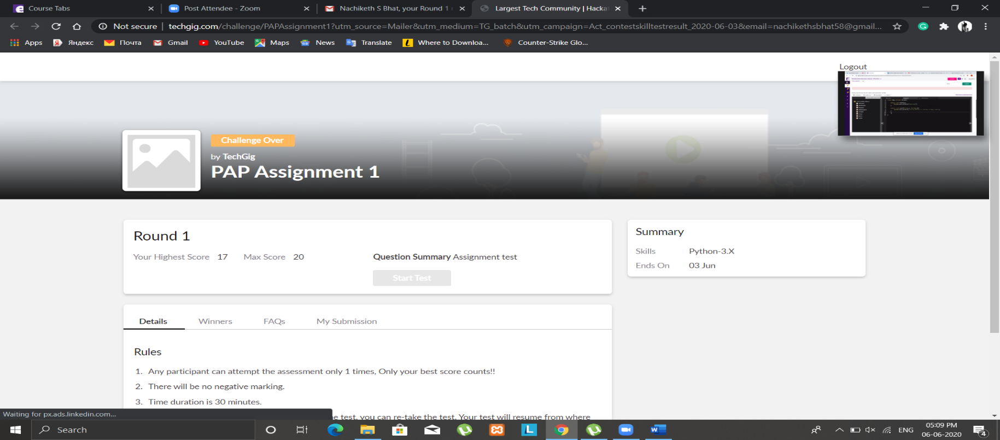 Course Tabs
Post Attendee - Zoom
Nachiketh S Bhat, your Round 1
Largest Tech Community | Hacka
Not secure | techgig.com/challenge/PAPAssignment1?utm_source=Mailer&utm_medium=TG_batch&utm_campaign=Act_contestskilltestresult_2020-06-03&email=nachikethsbhat58@gmail...
Apps Яндекс Почта Gmail YouTube Maps News Translate Where to Downloa... Counter-Strike Glo...
Logout
Challenge Over
by TechGig
PAP Assignment 1
Round 1
Your Highest Score 17 Max Score 20
Question Summary Assignment test
Start Test
Summary
Skills Python-3.X
Ends On 03 Jun
Details Winners FAQs My Submission
Rules
1. Any participant can attempt the assessment only 1 times, Only your best score counts!!
2. There will be no negative marking.
3. Time duration is 30 minutes.
test, you can re-take the test. Your test will resume from where
Waiting for px.ads.linkedin.com...
Search
ENG
05:09 PM
06-06-2020
4